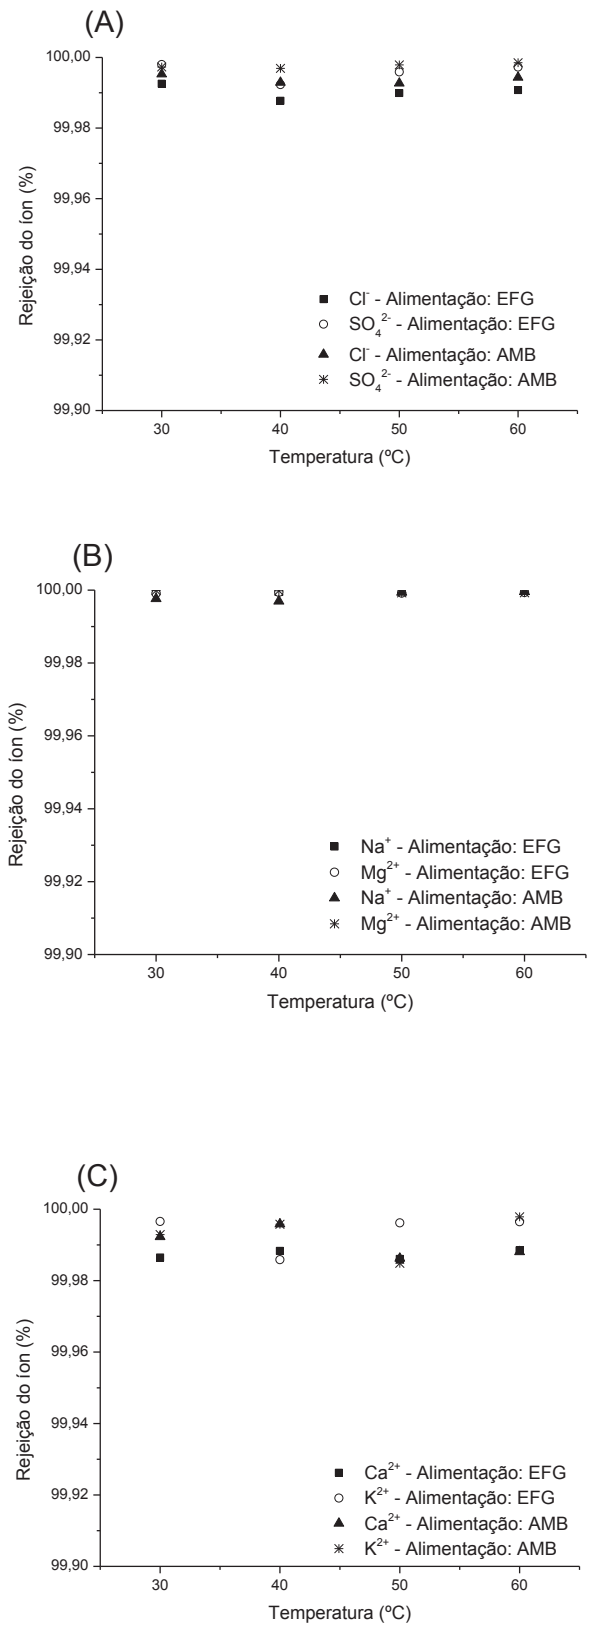 (A)
100,00
99,98
99,96
99,94
99,92
99,90
Rejeição do íon (%)
Cl⁻ - Alimentação: EFG
SO₄²⁻ - Alimentação: EFG
Cl⁻ - Alimentação: AMB
SO₄²⁻ - Alimentação: AMB
30 40 50 60
Temperatura (ºC)
(B)
100,00
99,98
99,96
99,94
99,92
99,90
Rejeição do íon (%)
Na⁺ - Alimentação: EFG
Mg²⁺ - Alimentação: EFG
Na⁺ - Alimentação: AMB
Mg²⁺ - Alimentação: AMB
30 40 50 60
Temperatura (ºC)
(C)
100,00
99,98
99,96
99,94
99,92
99,90
Rejeição do íon (%)
Ca²⁺ - Alimentação: EFG
K²⁺ - Alimentação: EFG
Ca²⁺ - Alimentação: AMB
K²⁺ - Alimentação: AMB
30 40 50 60
Temperatura (ºC)